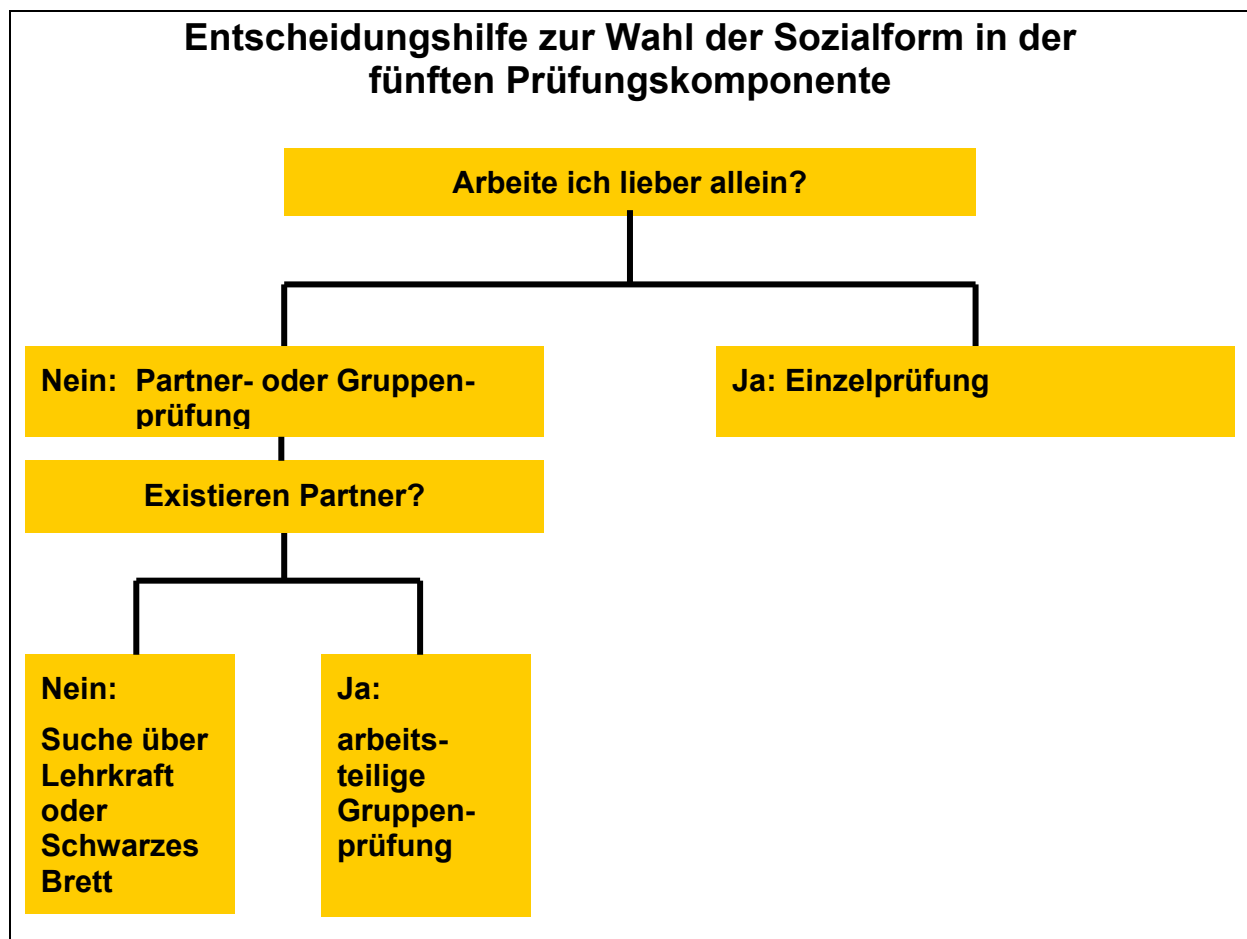 Entscheidungshilfe zur Wahl der Sozialform in der
fünften Prüfungskomponente
Arbeite ich lieber allein?
Nein: Partner- oder Gruppen-
prüfung
Ja: Einzelprüfung
Existieren Partner?
Nein:
Suche über
Lehrkraft
oder
Schwarzes
Brett
Ja:
arbeits-
teilige
Gruppen-
prüfung